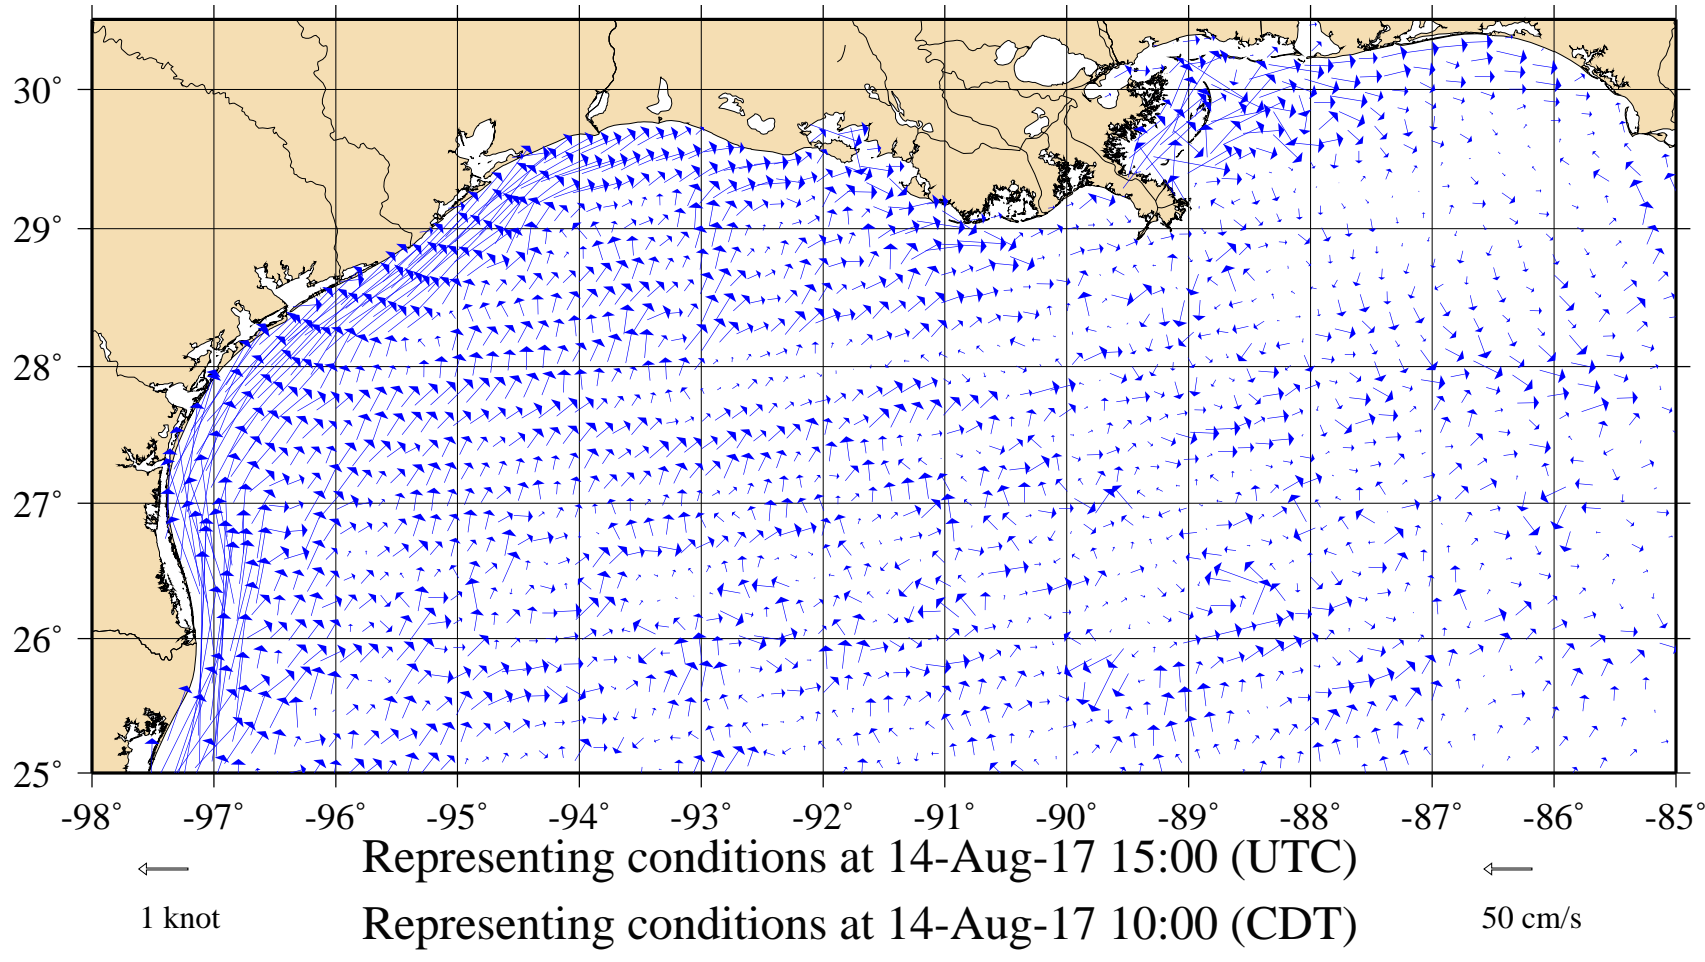 30°
29°
28°
27°
26°
25°
-98° -97° -96° -95° -94° -93° -92° -91° -90° -89° -88° -87° -86° -85°
Representing conditions at 14-Aug-17 15:00 (UTC)
1 knot
50 cm/s
Representing conditions at 14-Aug-17 10:00 (CDT)